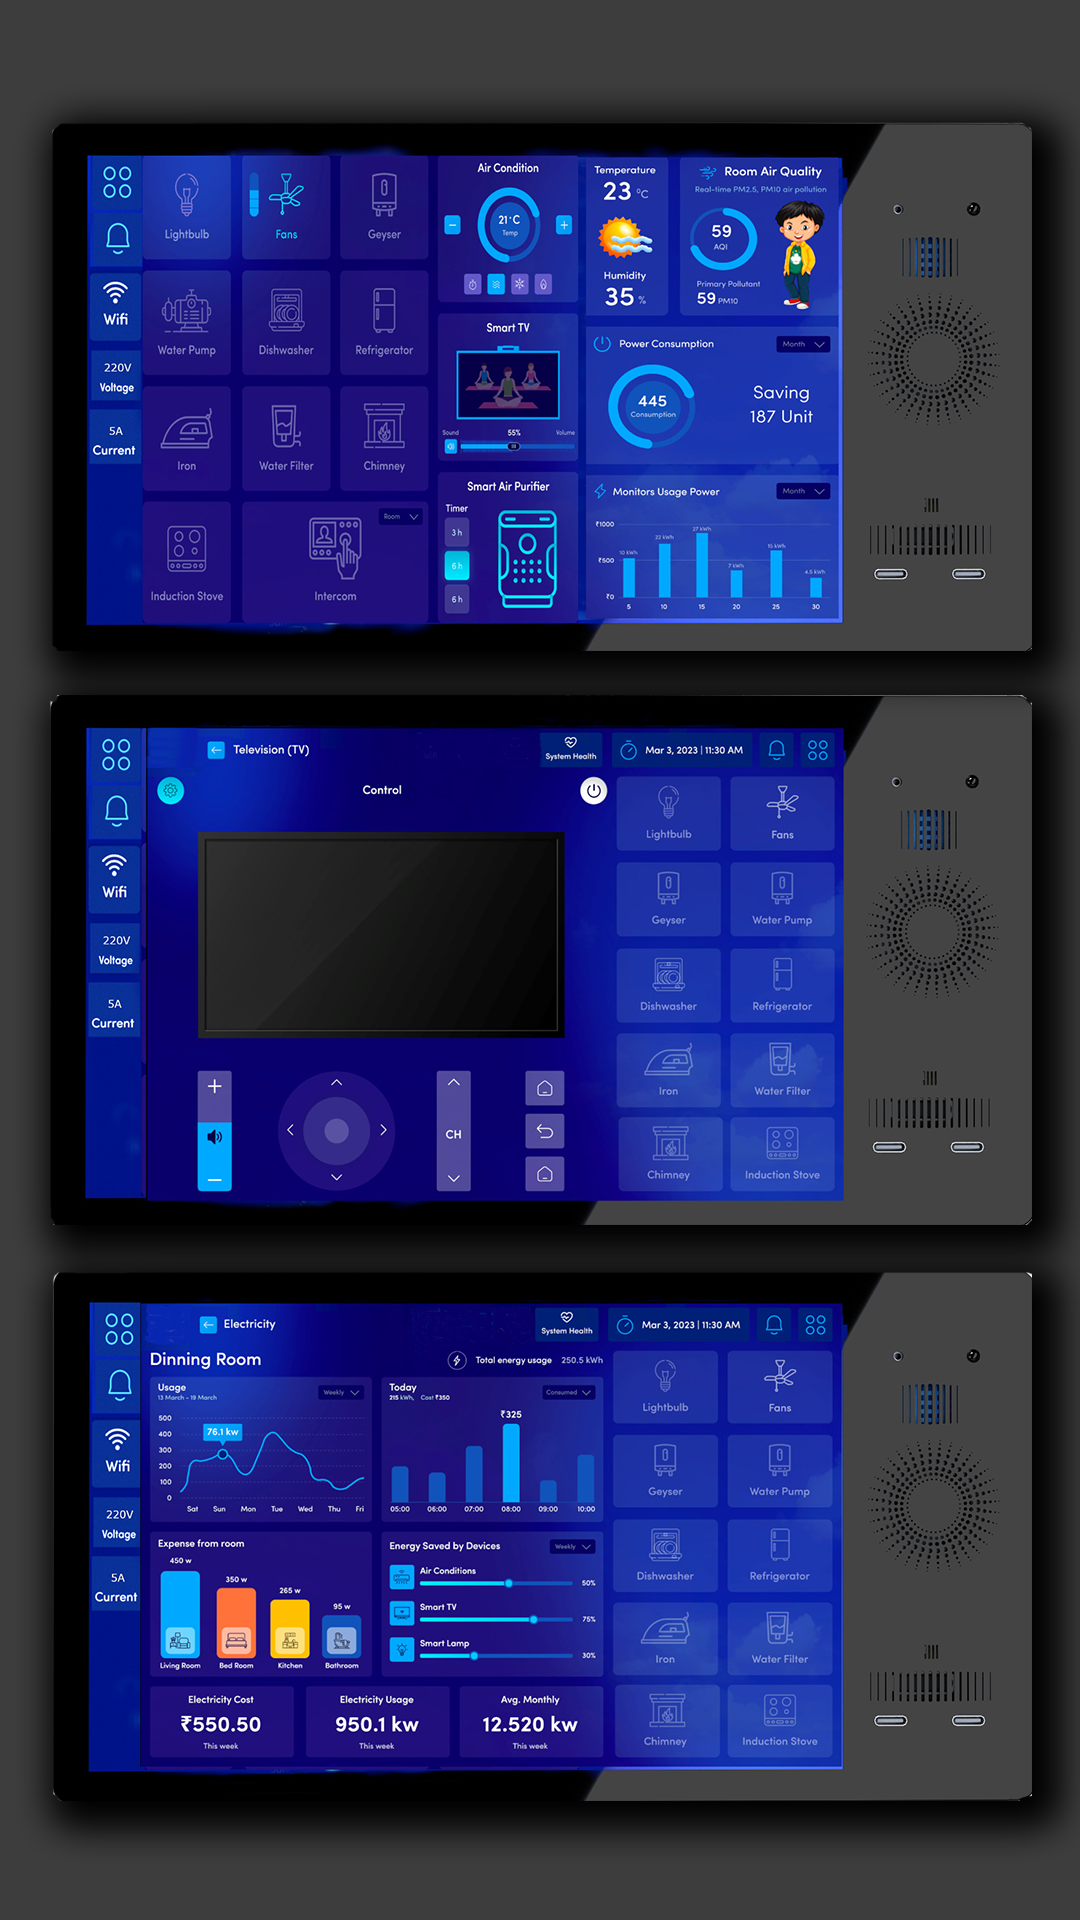 Wifi
220V
Voltage
5A
Current
Lightbulb
Fans
Geyser
Water Pump
Dishwasher
Refrigerator
Iron
Water Filter
Chimney
Induction Stove
Room
Intercom
Air Condition
21°C
Temp
Smart TV
Sound
55%
Volume
Smart Air Purifier
Timer
3 h
6 h
6 h
Temperature
23 °C
Humidity
35 %
Room Air Quality
Real-time PM2.5, PM10 air pollution
59
AQI
Primary Pollutant
59 PM10
Power Consumption
Month
445
Consumption
Saving
187 Unit
Monitors Usage Power
Month
₹1000
₹500
₹0
10 kWh
23 kWh
27 kWh
7 kWh
15 kWh
4.5 kWh
5 10 15 20 25 30
Wifi
220V
Voltage
5A
Current
Television (TV)
System Health
Mar 3, 2023 | 11:30 AM
Control
CH
Lightbulb
Fans
Geyser
Water Pump
Dishwasher
Refrigerator
Iron
Water Filter
Chimney
Induction Stove
Wifi
220V
Voltage
5A
Current
Electricity
System Health
Mar 3, 2023 | 11:30 AM
Dinning Room
Total energy usage 250.5 kWh
Usage
13 March - 19 March
Weekly
500
400
300
200
100
0
76.1 kw
Sat Sun Mon Tue Wed Thu Fri
Today
215 kWh, Cost ₹350
Consumed
₹325
05:00 06:00 07:00 08:00 09:00 10:00
Expense from room
450 w
350 w
265 w
95 w
Living Room
Bed Room
Kitchen
Bathroom
Energy Saved by Devices
Weekly
Air Conditions
50%
Smart TV
75%
Smart Lamp
30%
Electricity Cost
₹550.50
This week
Electricity Usage
950.1 kw
This week
Avg. Monthly
12.520 kw
This week
Lightbulb
Fans
Geyser
Water Pump
Dishwasher
Refrigerator
Iron
Water Filter
Chimney
Induction Stove